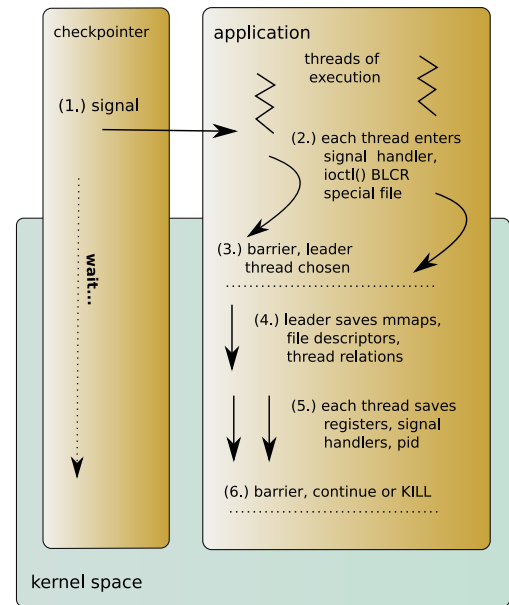 checkpointer
application
threads of
execution
(1.) signal
(2.) each thread enters
signal handler,
ioctl() BLCR
special file
wait...
(3.) barrier, leader
thread chosen
(4.) leader saves mmaps,
file descriptors,
thread relations
(5.) each thread saves
registers, signal
handlers, pid
(6.) barrier, continue or KILL
kernel space